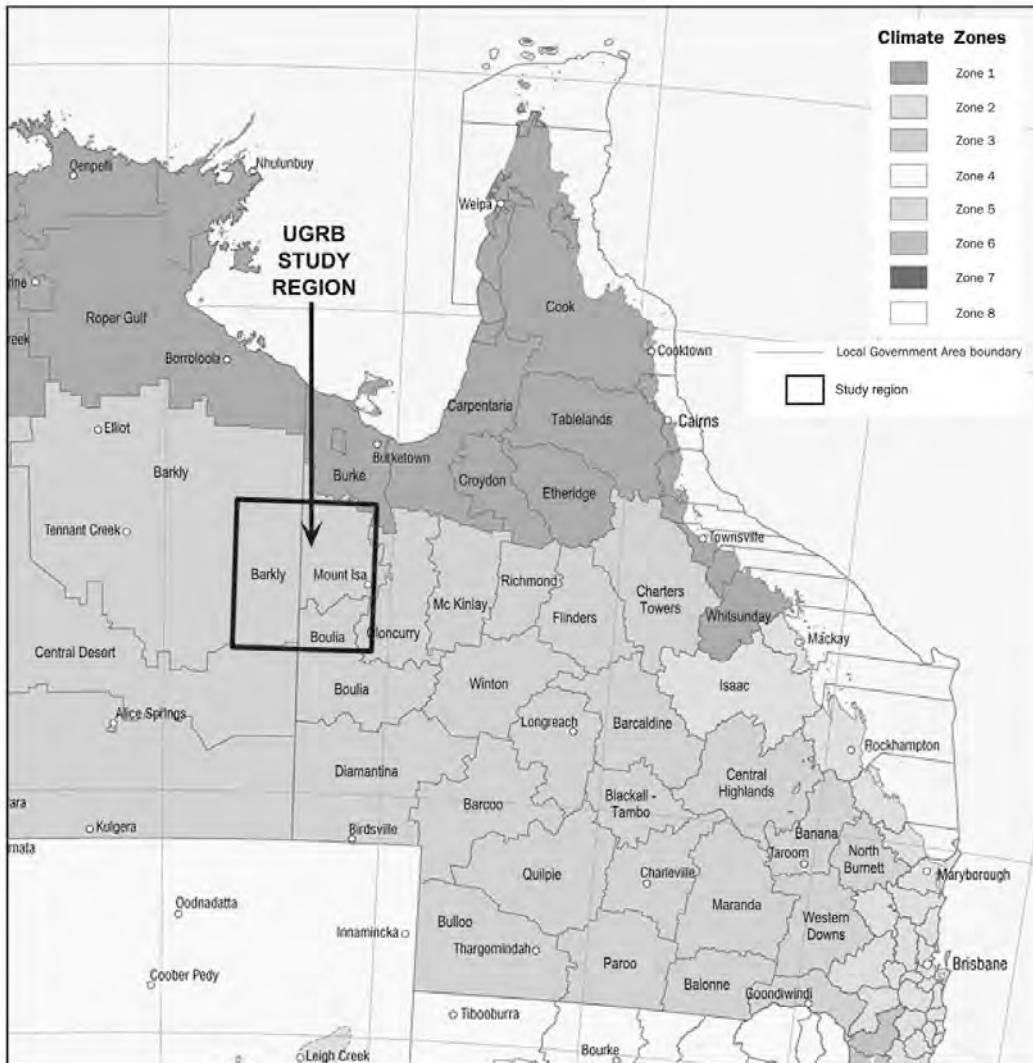 Climate Zones
Zone 1
Zone 2
Zone 3
Zone 4
Zone 5
Zone 6
Zone 7
Zone 8
Local Government Area boundary
Study region
UGRB
STUDY
REGION
Oenpelli
Nhulunbuy
Weipa
rine
Roper Gulf
reek
Borroloola
Cook
Cooktown
Carpentaria
Tablelands
Cairns
Elliot
Burketown
Burke
Croydon
Etheridge
Barkly
Tennant Creek
Townsville
Barkly
Mount Isa
Richmond
Mc Kinlay
Flinders
Charters
Towers
Whitsunday
Boulia
Cloncurry
Mackay
Central Desert
Boulia
Winton
Isaac
Alice Springs
Longreach
Barcaldine
Rockhampton
Diamantina
Central
Highlands
Barcoo
Blackall -
Tambo
ara
Kulgera
Birdsville
Banana
mata
Taroom
North
Burnett
Quilpie
Charleville
Maryborough
Maranda
Oodnadatta
Bulloo
Western
Downs
Innamincka
Thargomindah
Paroo
Brisbane
Coober Pedy
Balonne
Goondiwindi
Tibooburra
Leigh Creek
Bourke